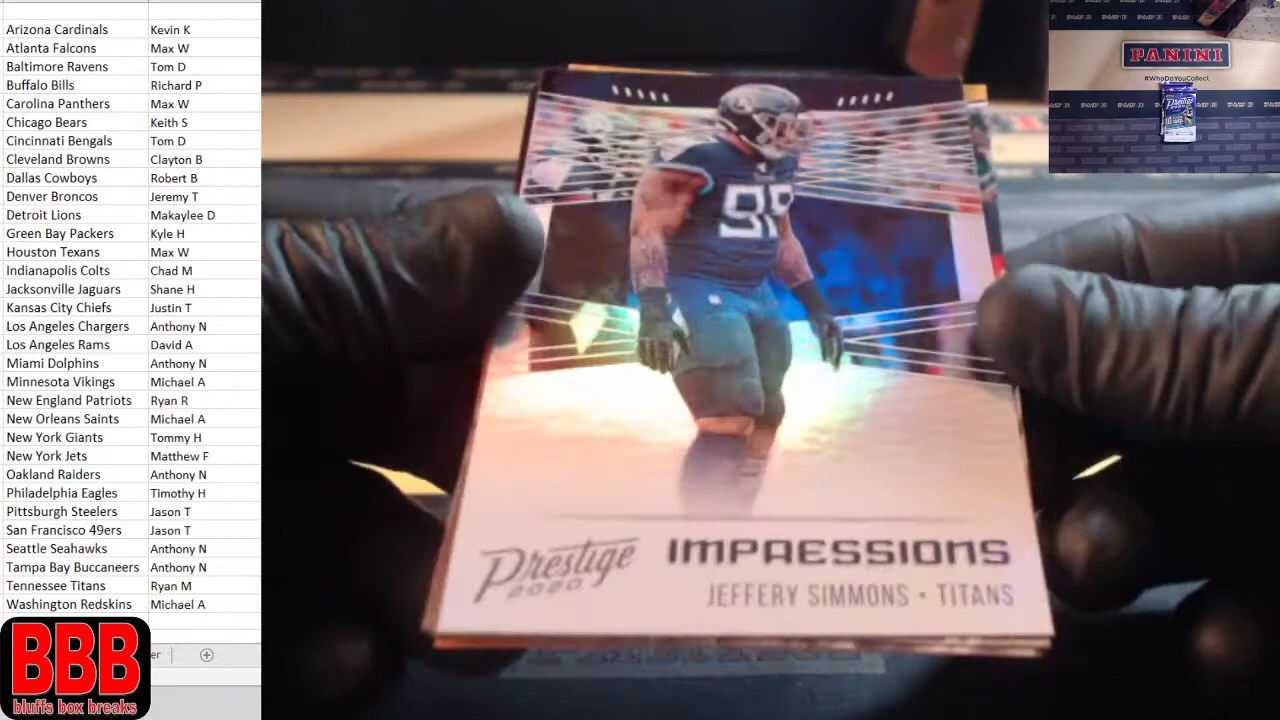 Arizona Cardinals Kevin K
Atlanta Falcons Max W
Baltimore Ravens Tom D
Buffalo Bills Richard P
Carolina Panthers Max W
Chicago Bears Keith S
Cincinnati Bengals Tom D
Cleveland Browns Clayton B
Dallas Cowboys Robert B
Denver Broncos Jeremy T
Detroit Lions Makaylee D
Green Bay Packers Kyle H
Houston Texans Max W
Indianapolis Colts Chad M
Jacksonville Jaguars Shane H
Kansas City Chiefs Justin T
Los Angeles Chargers Anthony N
Los Angeles Rams David A
Miami Dolphins Anthony N
Minnesota Vikings Michael A
New England Patriots Ryan R
New Orleans Saints Michael A
New York Giants Tommy H
New York Jets Matthew F
Oakland Raiders Anthony N
Philadelphia Eagles Timothy H
Pittsburgh Steelers Jason T
San Francisco 49ers Jason T
Seattle Seahawks Anthony N
Tampa Bay Buccaneers Anthony N
Tennessee Titans Ryan M
Washington Redskins Michael A
er
BBB
bluffs box breaks
98
Prestige
2020
IMPRESSIONS
JEFFERY SIMMONS • TITANS
PANINI
#WhoDoYouCollect
Prestige